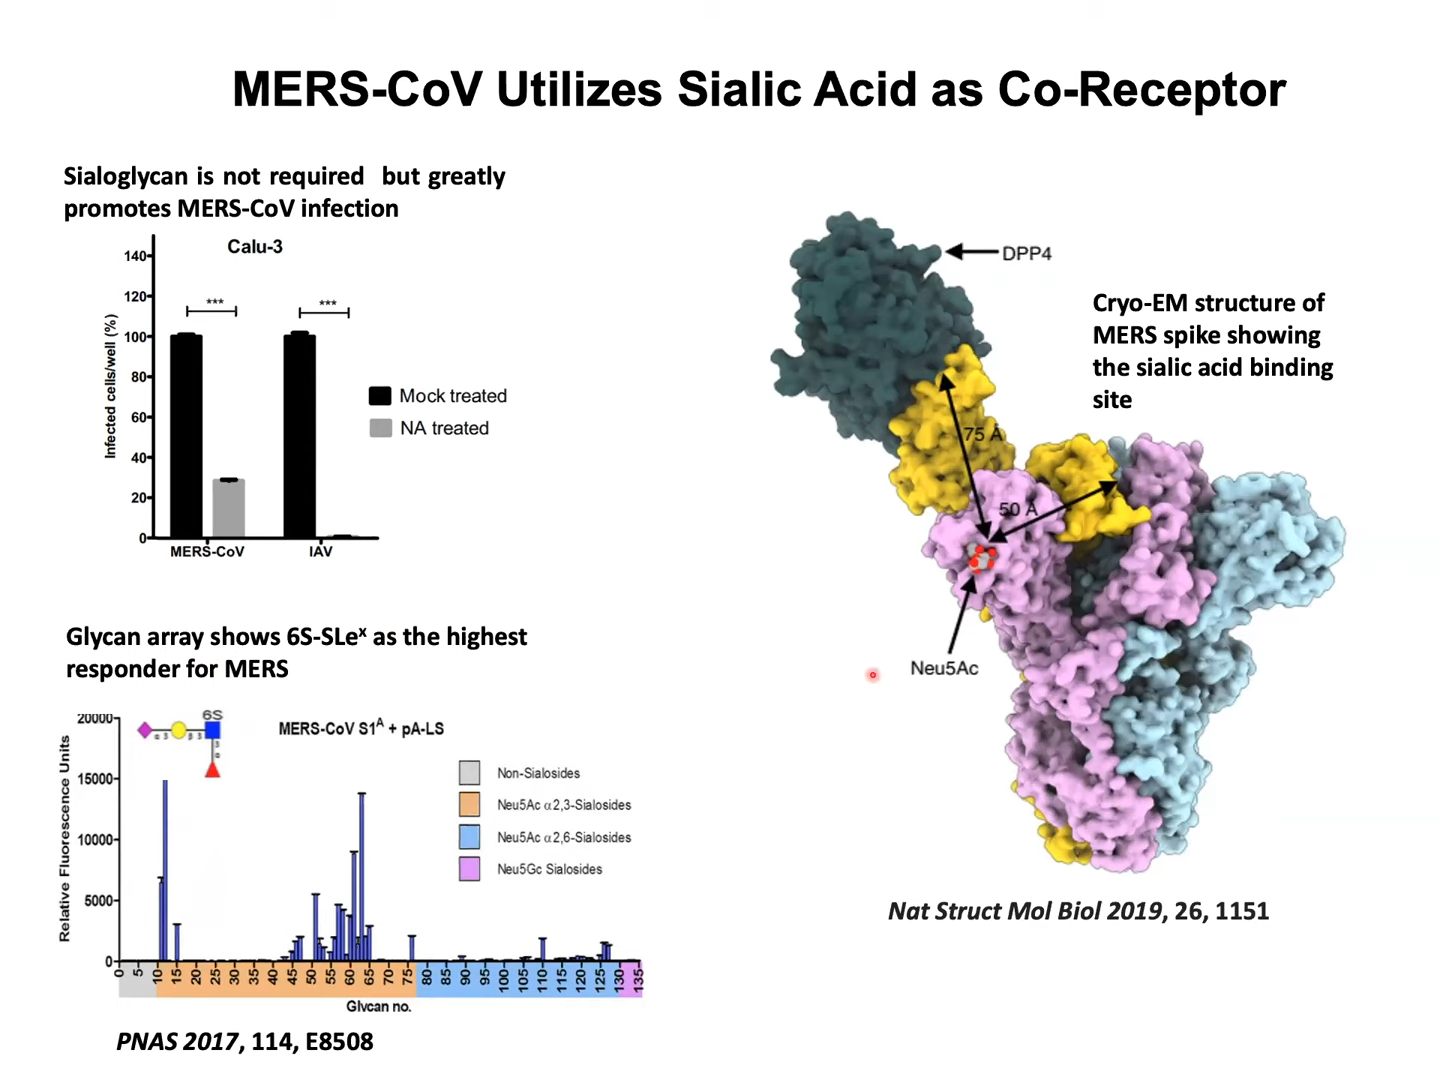 MERS-CoV Utilizes Sialic Acid as Co-Receptor
Sialoglycan is not required but greatly
promotes MERS-CoV infection
Calu-3
Infected cells/well (%)
140
120
100
80
60
40
20
0
*** ***
MERS-CoV IAV
Mock treated
NA treated
Glycan array shows 6S-SLeˣ as the highest
responder for MERS
MERS-CoV S1ᴬ + pA-LS
6S
α 3 β 3
3
α
Relative Fluorescence Units
20000
15000
10000
5000
0
Non-Sialosides
Neu5Ac α2,3-Sialosides
Neu5Ac α2,6-Sialosides
Neu5Gc Sialosides
0 5 10 15 20 25 30 35 40 45 50 55 60 65 70 75 80 85 90 95 100 105 110 115 120 125 130 135
Glycan no.
PNAS 2017, 114, E8508
DPP4
75 Å
50 Å
Neu5Ac
Cryo-EM structure of
MERS spike showing
the sialic acid binding
site
Nat Struct Mol Biol 2019, 26, 1151